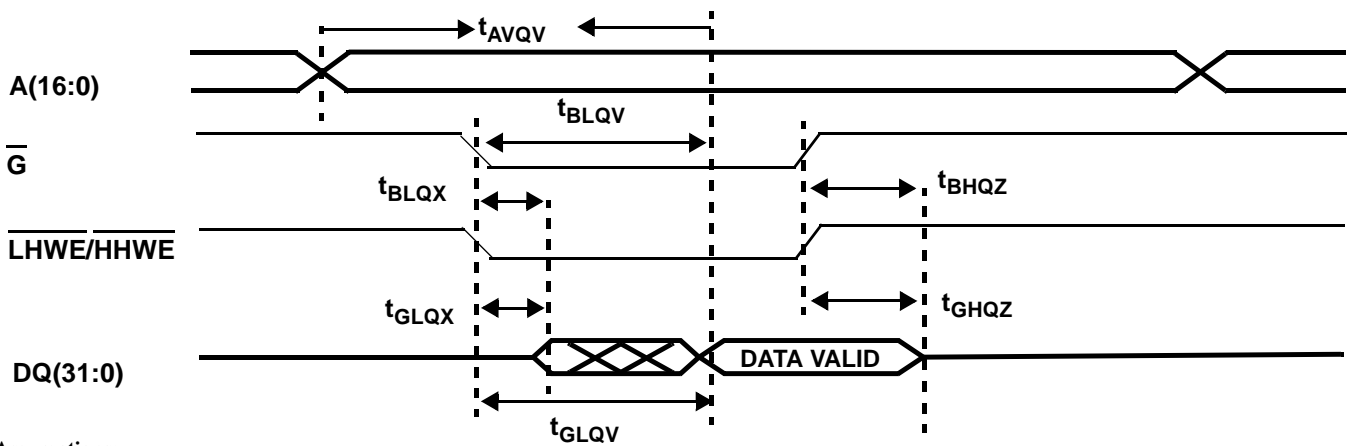 tAVQV
A(16:0)
tBLQV
G
tBLQX
tBHQZ
LHWE/HHWE
tGLQX
tGHQZ
DATA VALID
DQ(31:0)
tGLQV